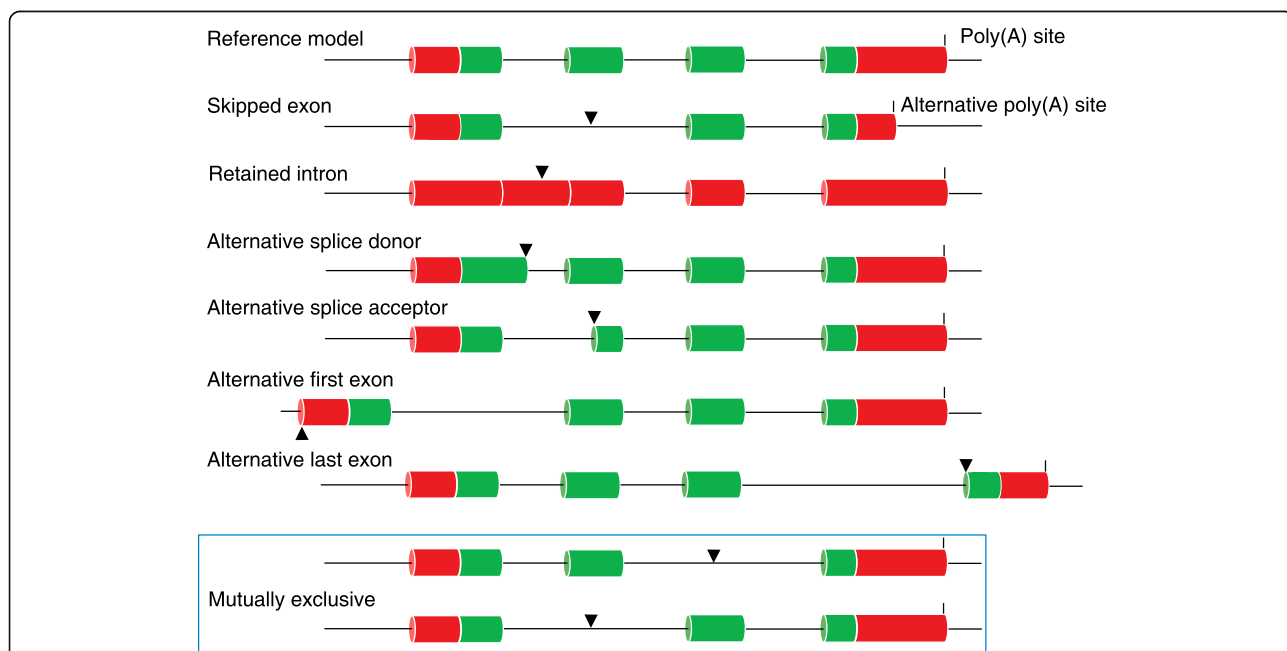 Reference model
Poly(A) site
Skipped exon
Alternative poly(A) site
Retained intron
Alternative splice donor
Alternative splice acceptor
Alternative first exon
Alternative last exon
Mutually exclusive